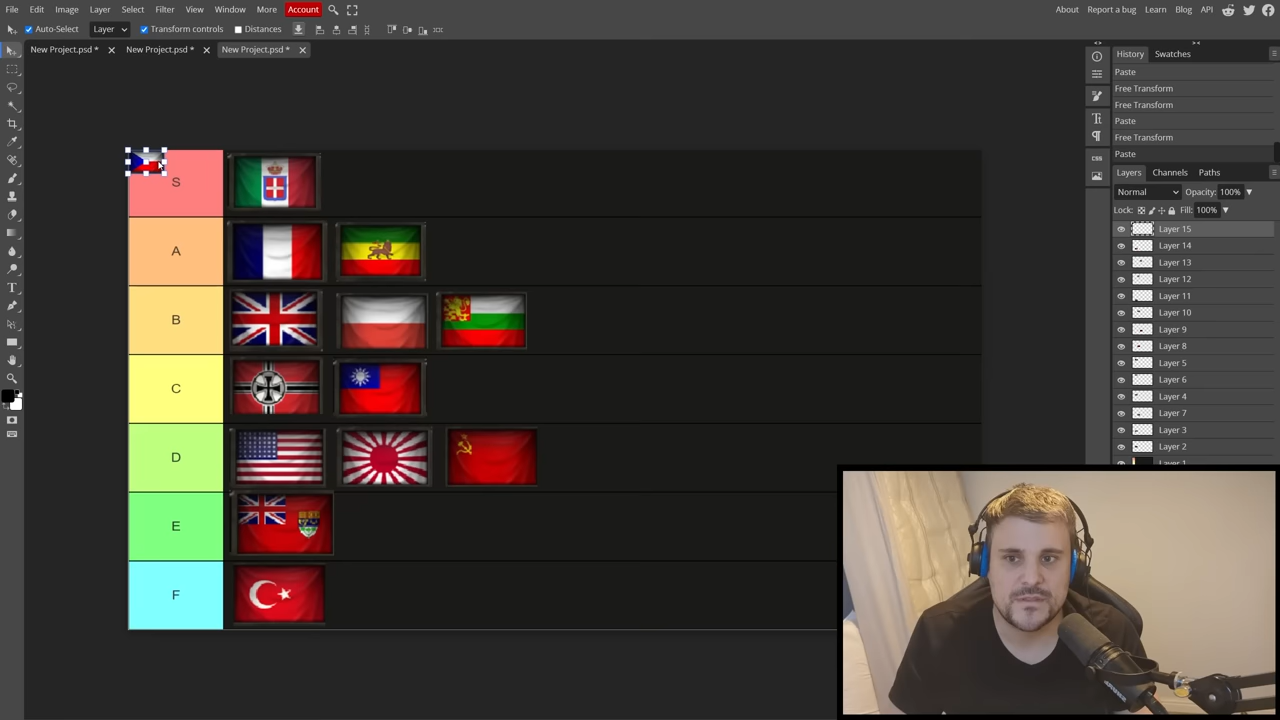 File Edit Image Layer Select Filter View Window More Account About Report a bug Learn Blog API
Auto-Select Layer Transform controls Distances
New Project.psd * New Project.psd * New Project.psd *
History Swatches
Paste
Free Transform
Free Transform
Paste
Free Transform
Paste
Layers Channels Paths
Normal Opacity: 100%
Lock: Fill: 100%
Layer 15
Layer 14
Layer 13
Layer 12
Layer 11
Layer 10
Layer 9
Layer 8
Layer 5
Layer 6
Layer 4
Layer 7
Layer 3
Layer 2
Layer 1
CSS
S
A
B
C
D
E
F